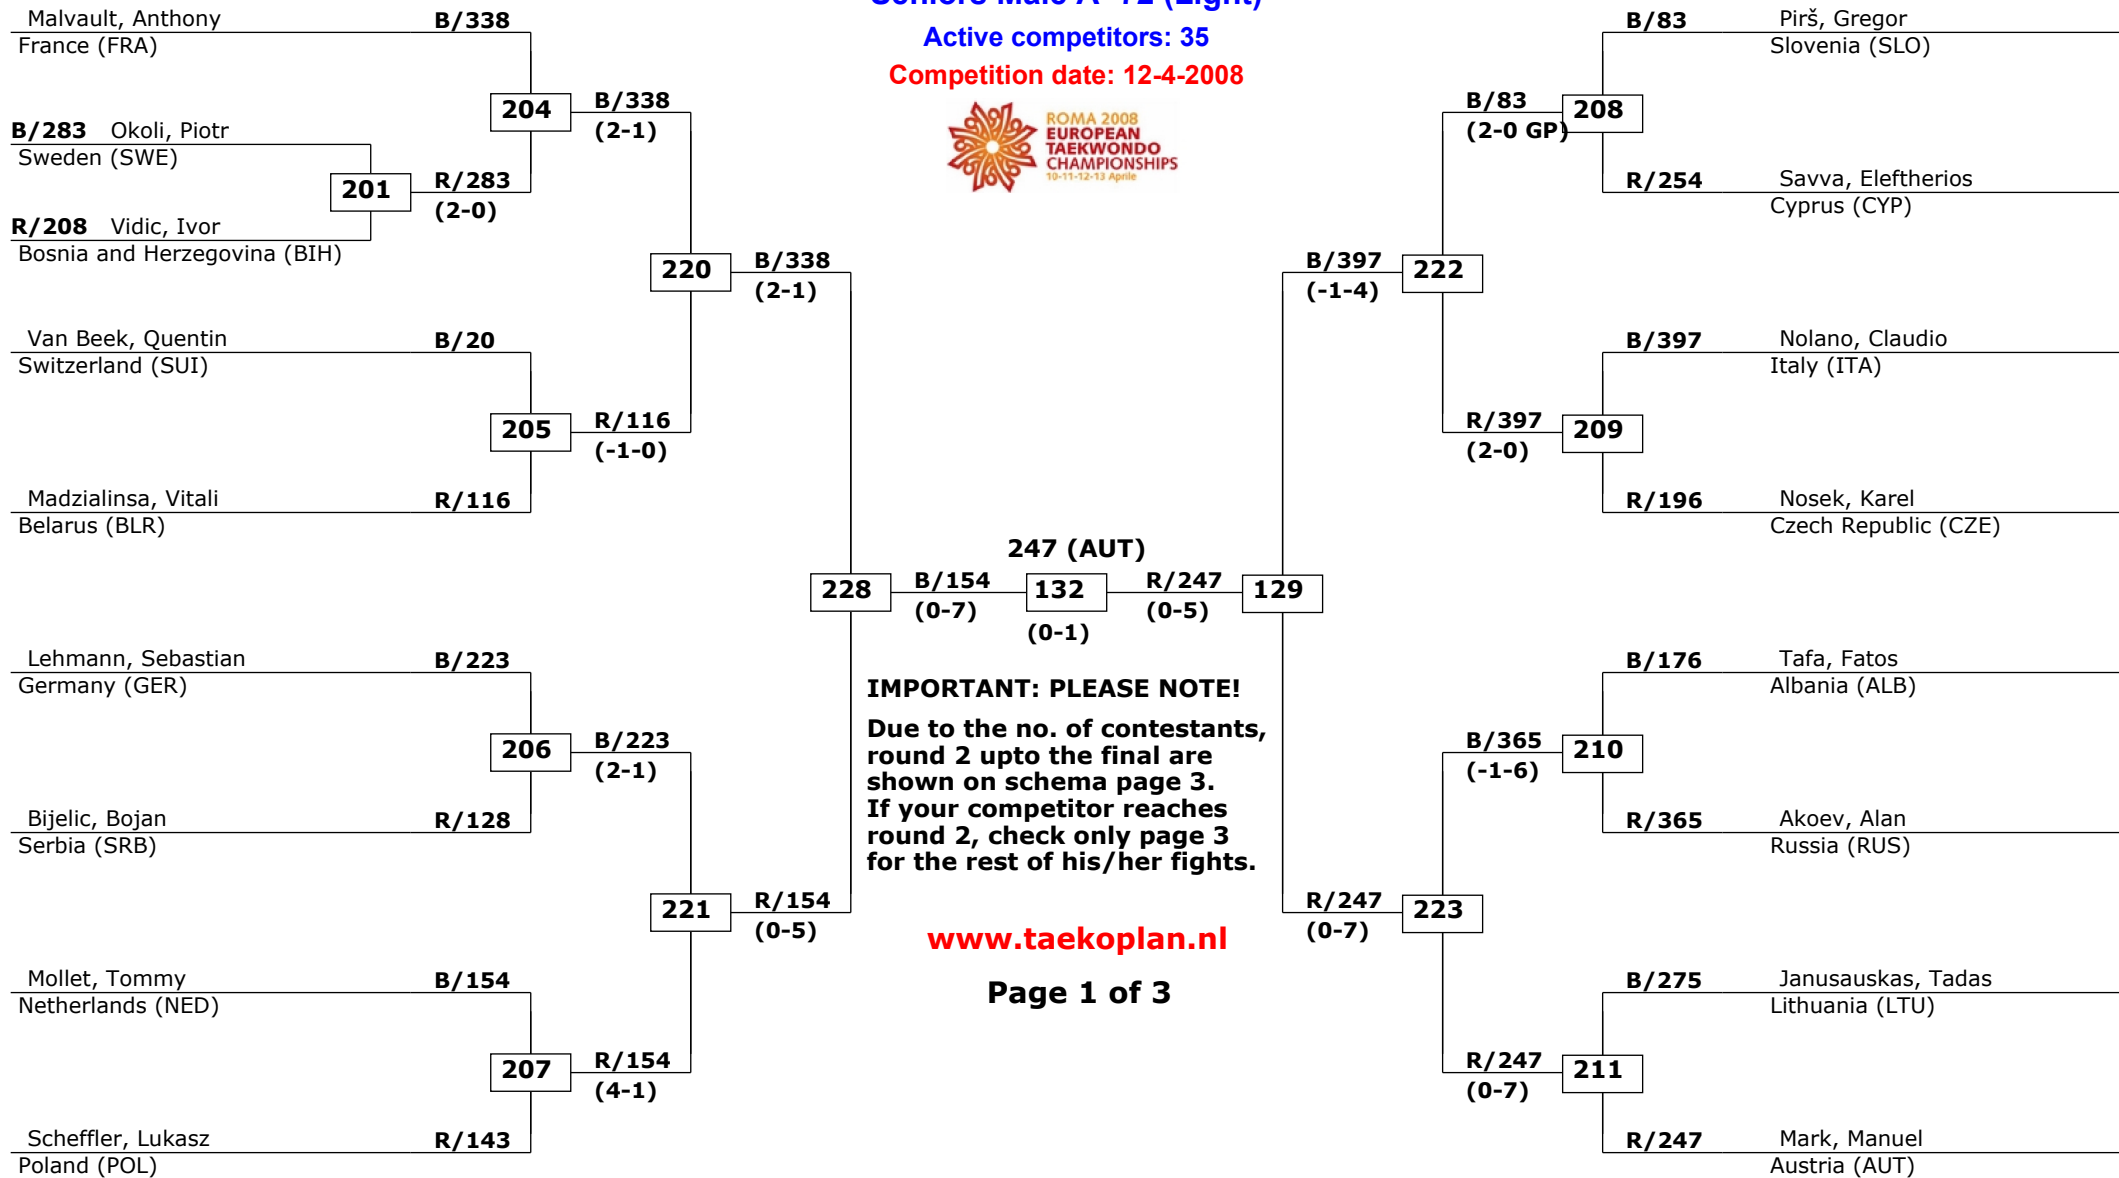 Seniors Male A -72 (Light)
Active competitors: 35
Competition date: 12-4-2008
ROMA 2008
EUROPEAN
TAEKWONDO
CHAMPIONSHIPS
10-11-12-13 Aprile
Malvault, Anthony B/338
France (FRA)
204
B/338
(2-1)
B/283 Okoli, Piotr
Sweden (SWE)
201
R/283
(2-0)
R/208 Vidic, Ivor
Bosnia and Herzegovina (BIH)
220
B/338
(2-1)
Van Beek, Quentin B/20
Switzerland (SUI)
205
R/116
(-1-0)
Madzialinsa, Vitali R/116
Belarus (BLR)
228
B/154
(0-7)
247 (AUT)
132
(0-1)
R/247
(0-5)
129
Lehmann, Sebastian B/223
Germany (GER)
206
B/223
(2-1)
Bijelic, Bojan R/128
Serbia (SRB)
221
R/154
(0-5)
Mollet, Tommy B/154
Netherlands (NED)
207
R/154
(4-1)
Scheffler, Lukasz R/143
Poland (POL)
IMPORTANT: PLEASE NOTE!
Due to the no. of contestants,
round 2 upto the final are
shown on schema page 3.
If your competitor reaches
round 2, check only page 3
for the rest of his/her fights.
www.taekoplan.nl
Page 1 of 3
B/83 Pirš, Gregor
Slovenia (SLO)
B/83
(2-0 GP)
208
R/254 Savva, Eleftherios
Cyprus (CYP)
B/397
(-1-4)
222
B/397 Nolano, Claudio
Italy (ITA)
R/397
(2-0)
209
R/196 Nosek, Karel
Czech Republic (CZE)
B/176 Tafa, Fatos
Albania (ALB)
B/365
(-1-6)
210
R/365 Akoev, Alan
Russia (RUS)
R/247
(0-7)
223
B/275 Janusauskas, Tadas
Lithuania (LTU)
R/247
(0-7)
211
R/247 Mark, Manuel
Austria (AUT)